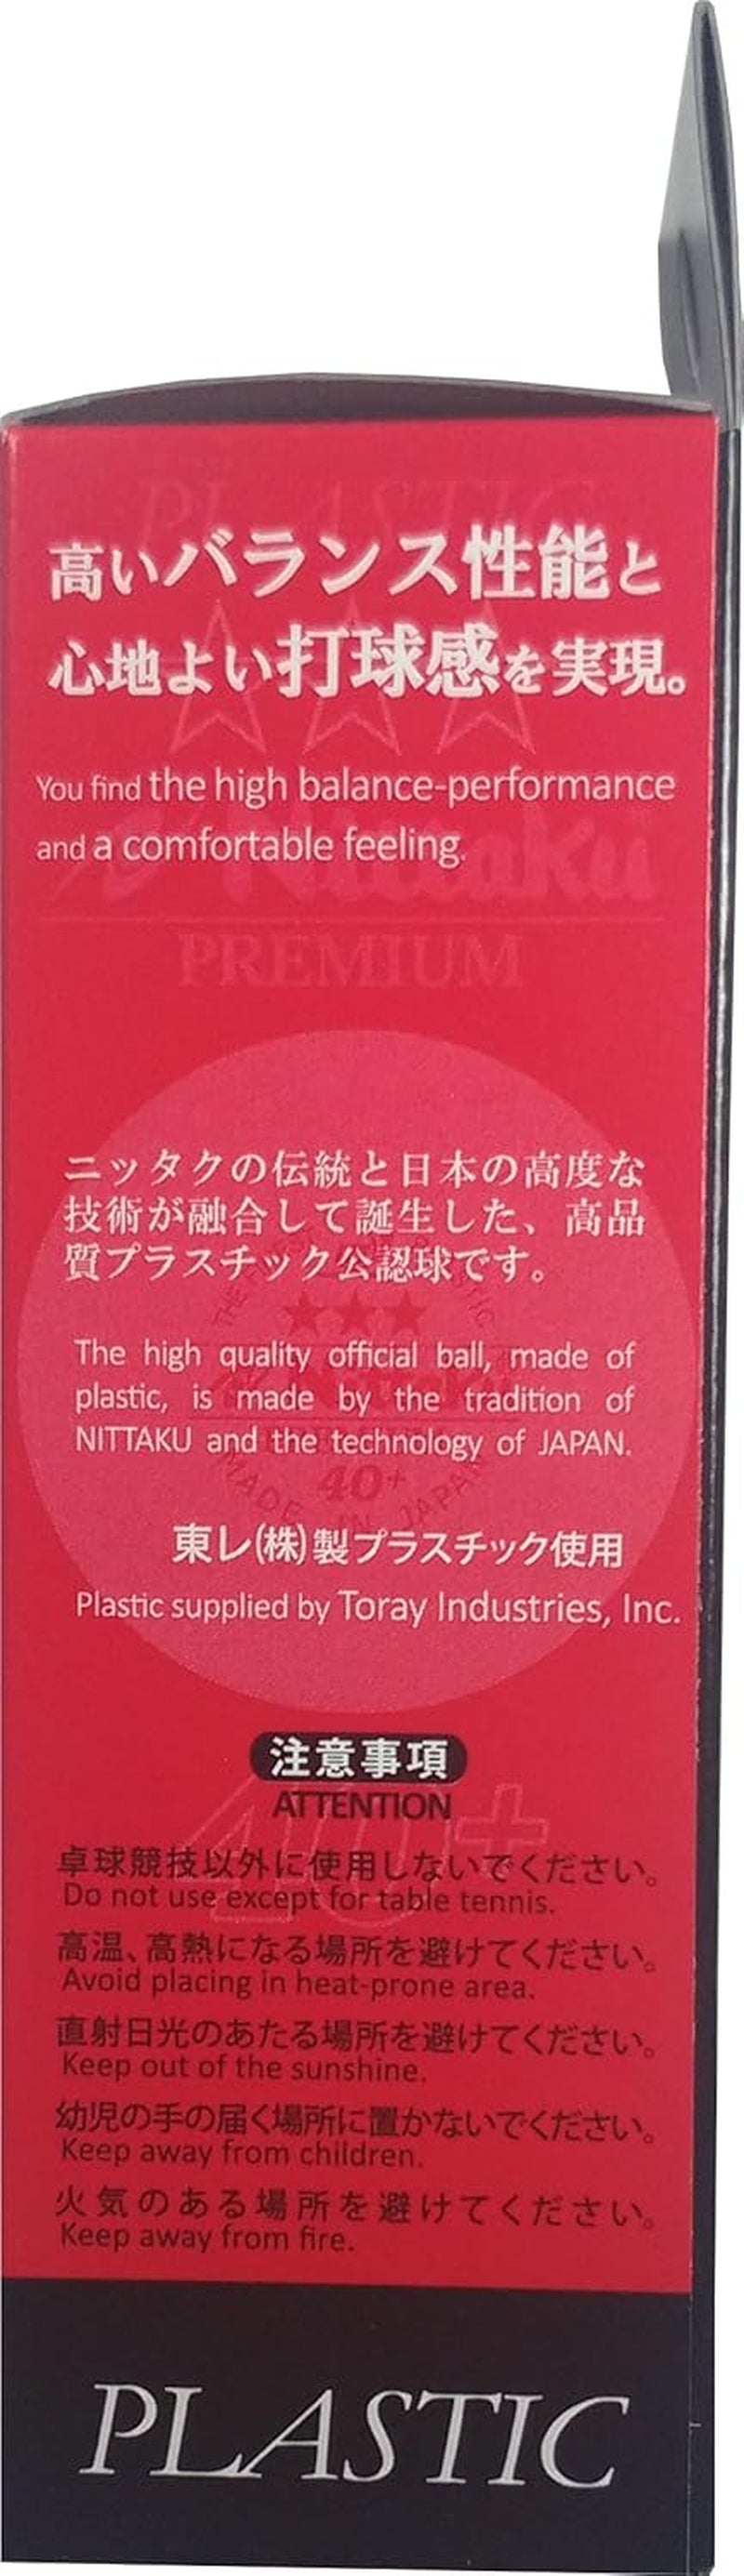 PLASTIC
高いバランス性能と
心地よい打球感を実現。
You find the high balance-performance
and a comfortable feeling.
Nittaku
PREMIUM
ニッタクの伝統と日本の高度な
技術が融合して誕生した、高品
質プラスチック公認球です。
The high quality official ball, made of
plastic, is made by the tradition of
NITTAKU and the technology of JAPAN.
40+
MADE IN JAPAN
東レ(株)製プラスチック使用
Plastic supplied by Toray Industries, Inc.
注意事項
ATTENTION
40+
卓球競技以外に使用しないでください。
Do not use except for table tennis.
高温、高熱になる場所を避けてください。
Avoid placing in heat-prone area.
直射日光のあたる場所を避けてください。
Keep out of the sunshine.
幼児の手の届く場所に置かないでください。
Keep away from children.
火気のある場所を避けてください。
Keep away from fire.
PLASTIC